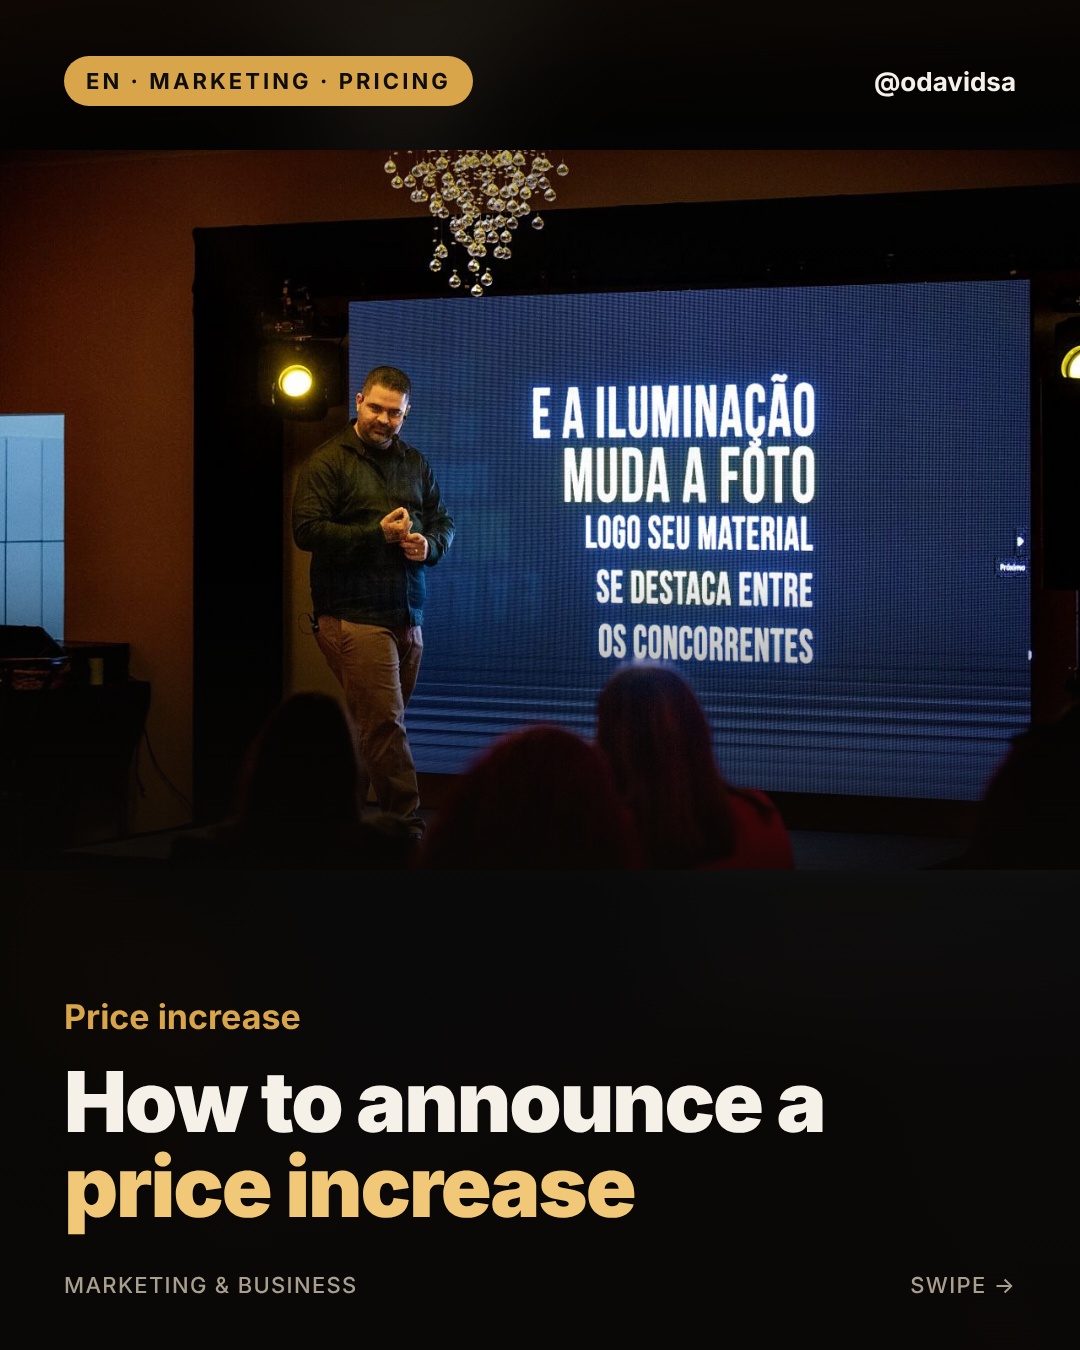 EN · MARKETING · PRICING
@odavidsa
E A ILUMINAÇÃO
MUDA A FOTO
LOGO SEU MATERIAL
SE DESTACA ENTRE
OS CONCORRENTES
Próximo
Price increase
How to announce a
price increase
MARKETING & BUSINESS
SWIPE →